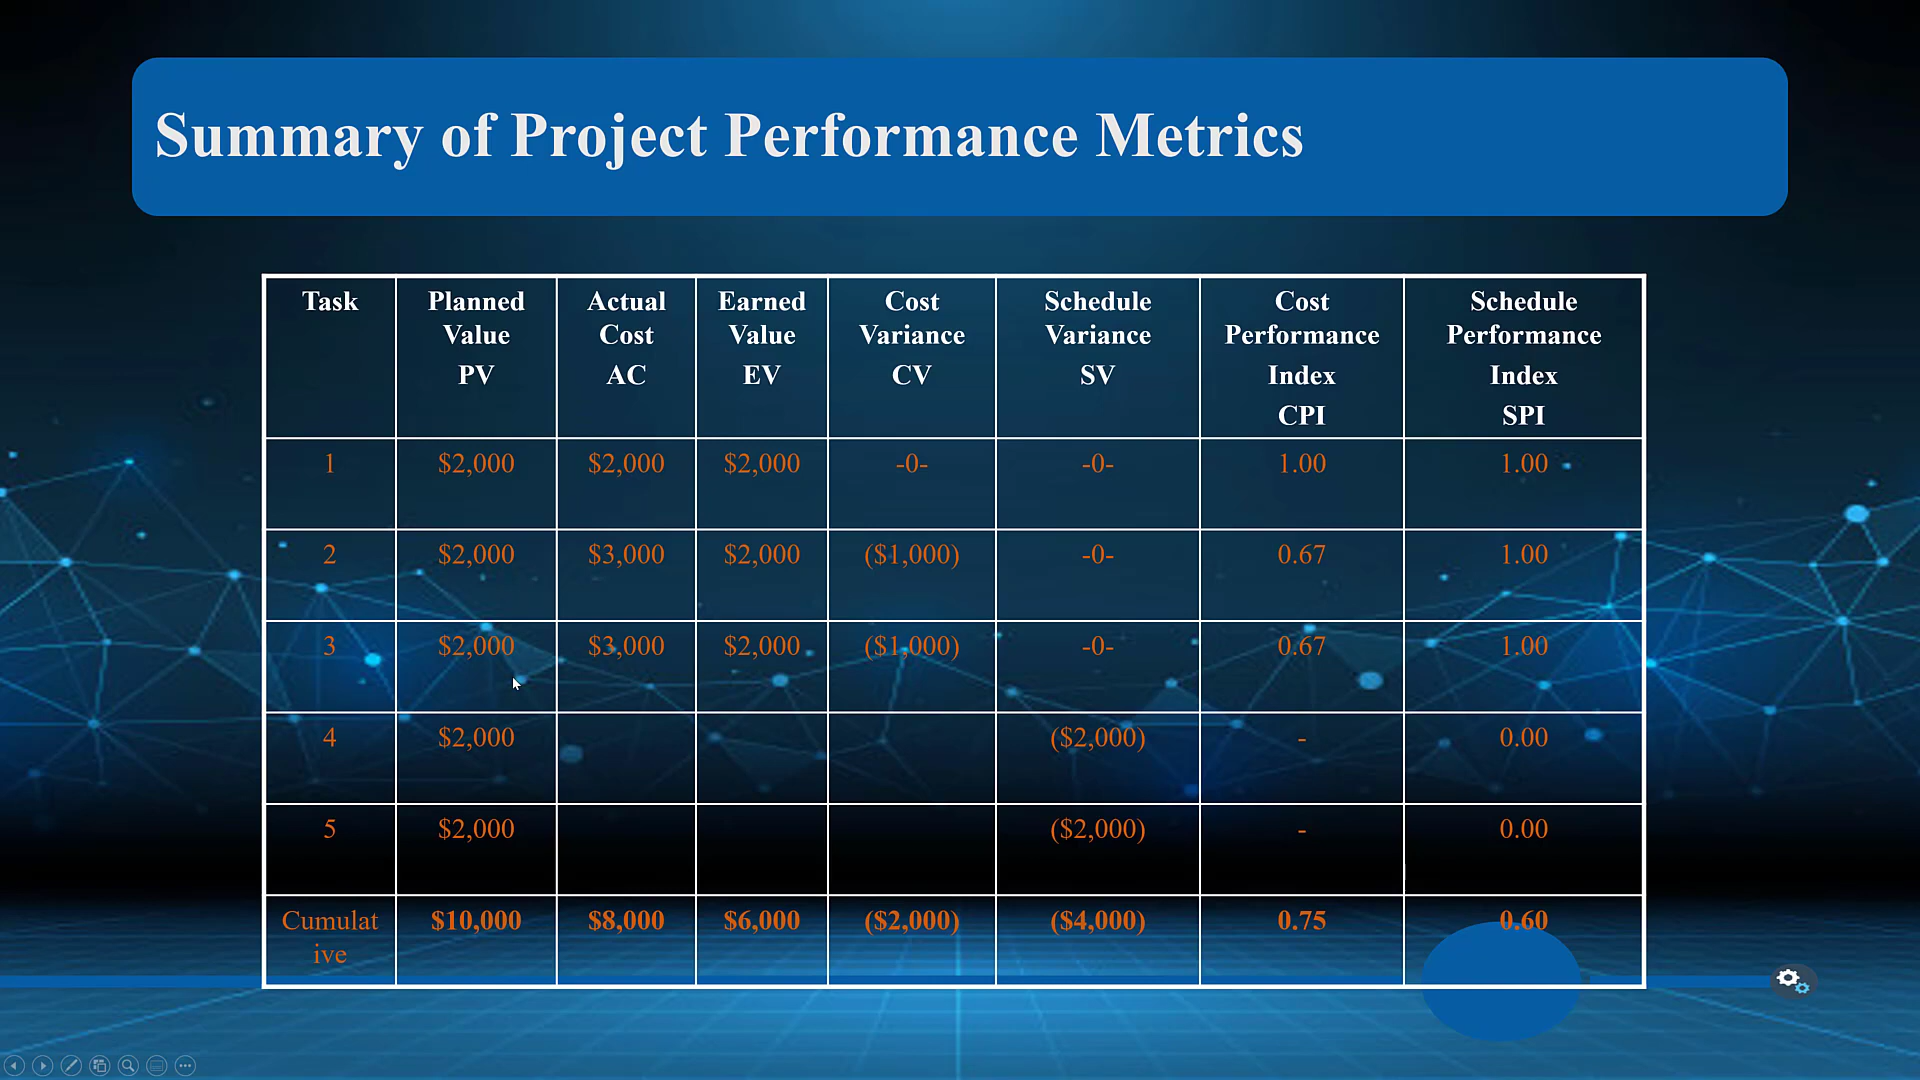 Summary of Project Performance Metrics
Task
Planned
Value
PV
Actual
Cost
AC
Earned
Value
EV
Cost
Variance
CV
Schedule
Variance
SV
Cost
Performance
Index
CPI
Schedule
Performance
Index
SPI
1 $2,000 $2,000 $2,000 -0- -0- 1.00 1.00
2 $2,000 $3,000 $2,000 ($1,000) -0- 0.67 1.00
3 $2,000 $3,000 $2,000 ($1,000) -0- 0.67 1.00
4 $2,000 ($2,000) - 0.00
5 $2,000 ($2,000) - 0.00
Cumulat
ive
$10,000 $8,000 $6,000 ($2,000) ($4,000) 0.75 0.60